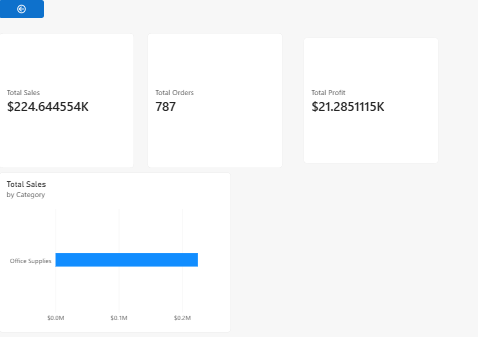 Total Sales
$224.644554K
Total Orders
787
Total Profit
$21.2851115K
Total Sales
by Category
Office Supplies
$0.0M $0.1M $0.2M